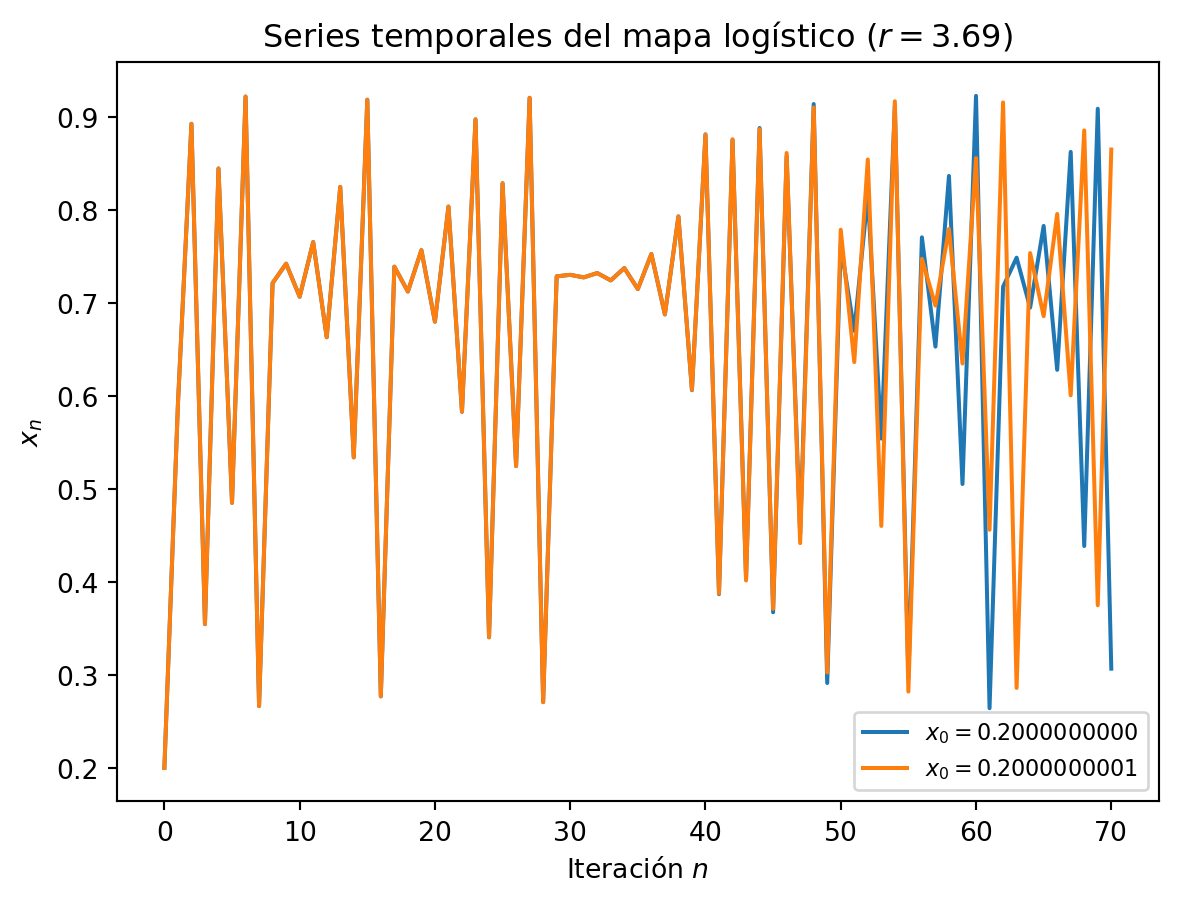 Series temporales del mapa logístico ($r = 3.69$)
0.9
0.8
0.7
0.6
0.5
0.4
0.3
0.2
$x_n$
0 10 20 30 40 50 60 70
Iteración $n$
$x_0 = 0.2000000000$
$x_0 = 0.2000000001$